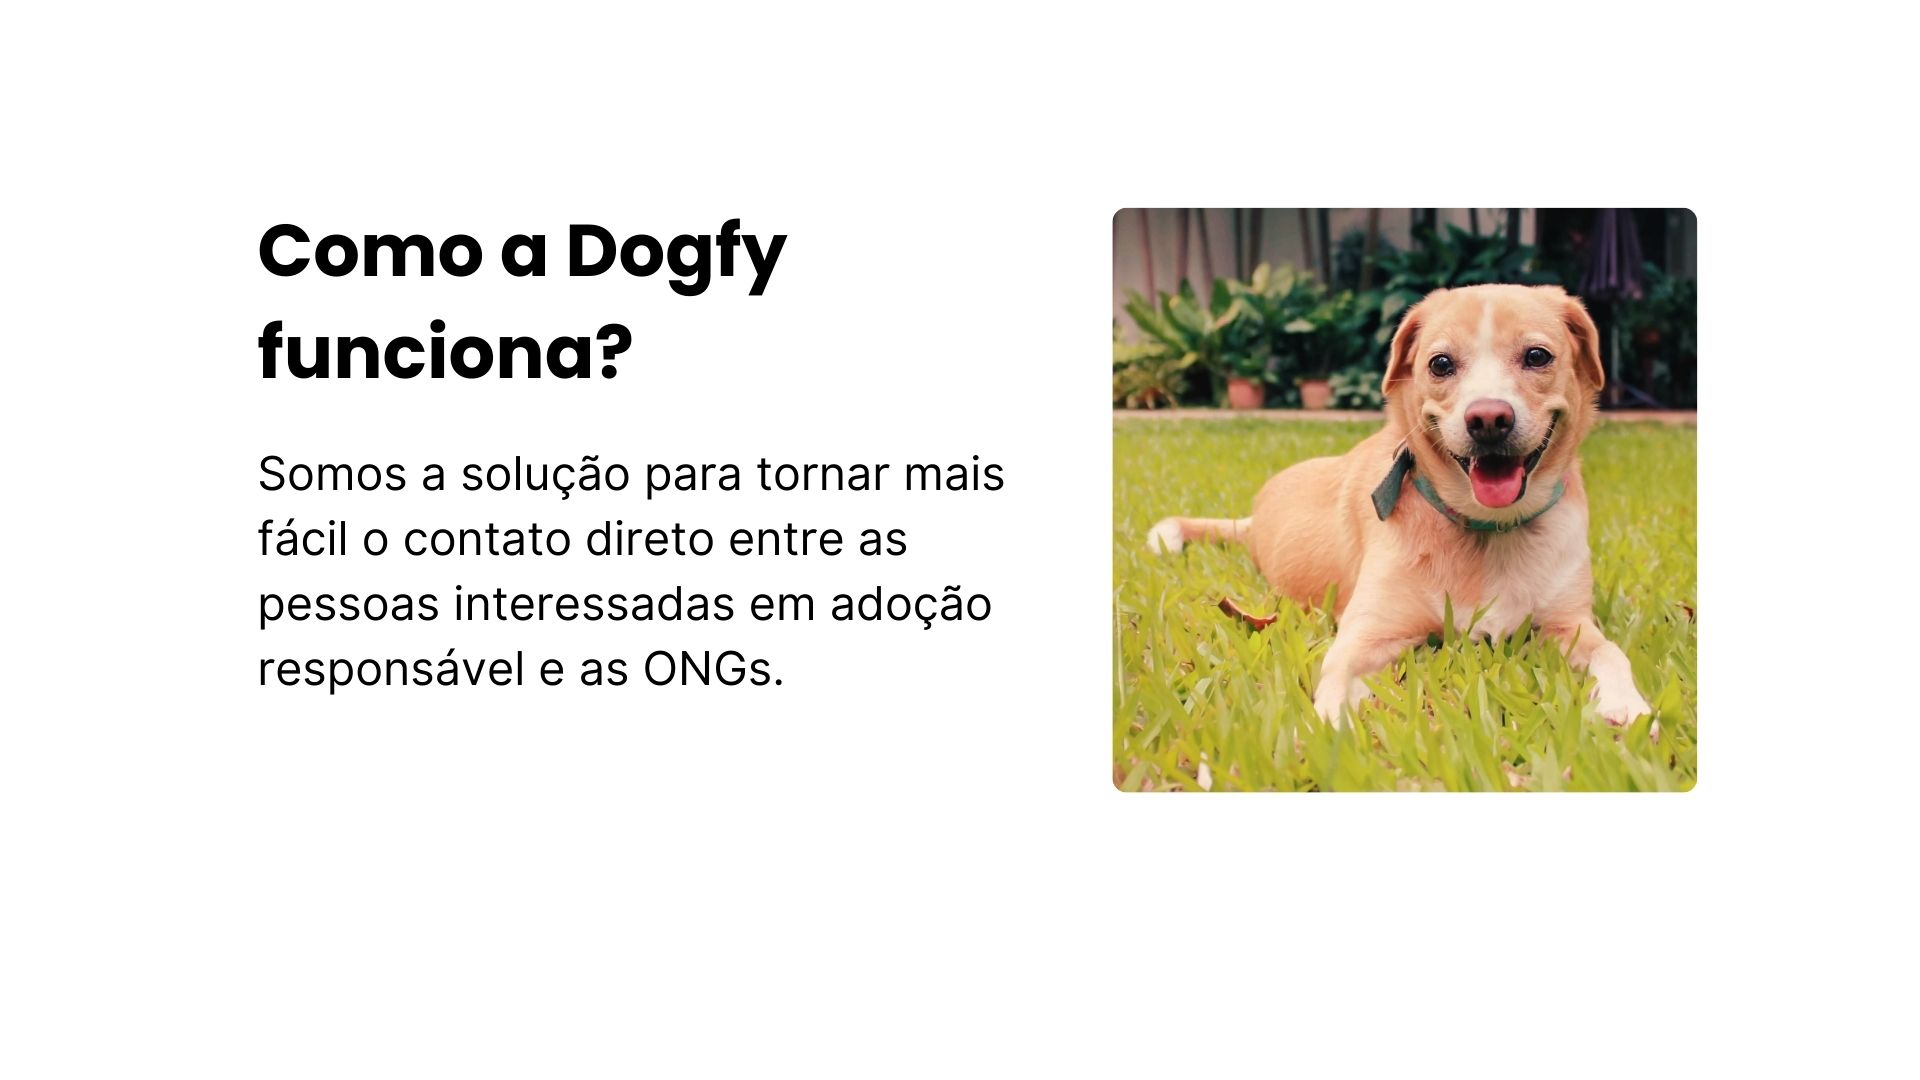 Como a Dogfy
funciona?
Somos a solução para tornar mais
fácil o contato direto entre as
pessoas interessadas em adoção
responsável e as ONGs.